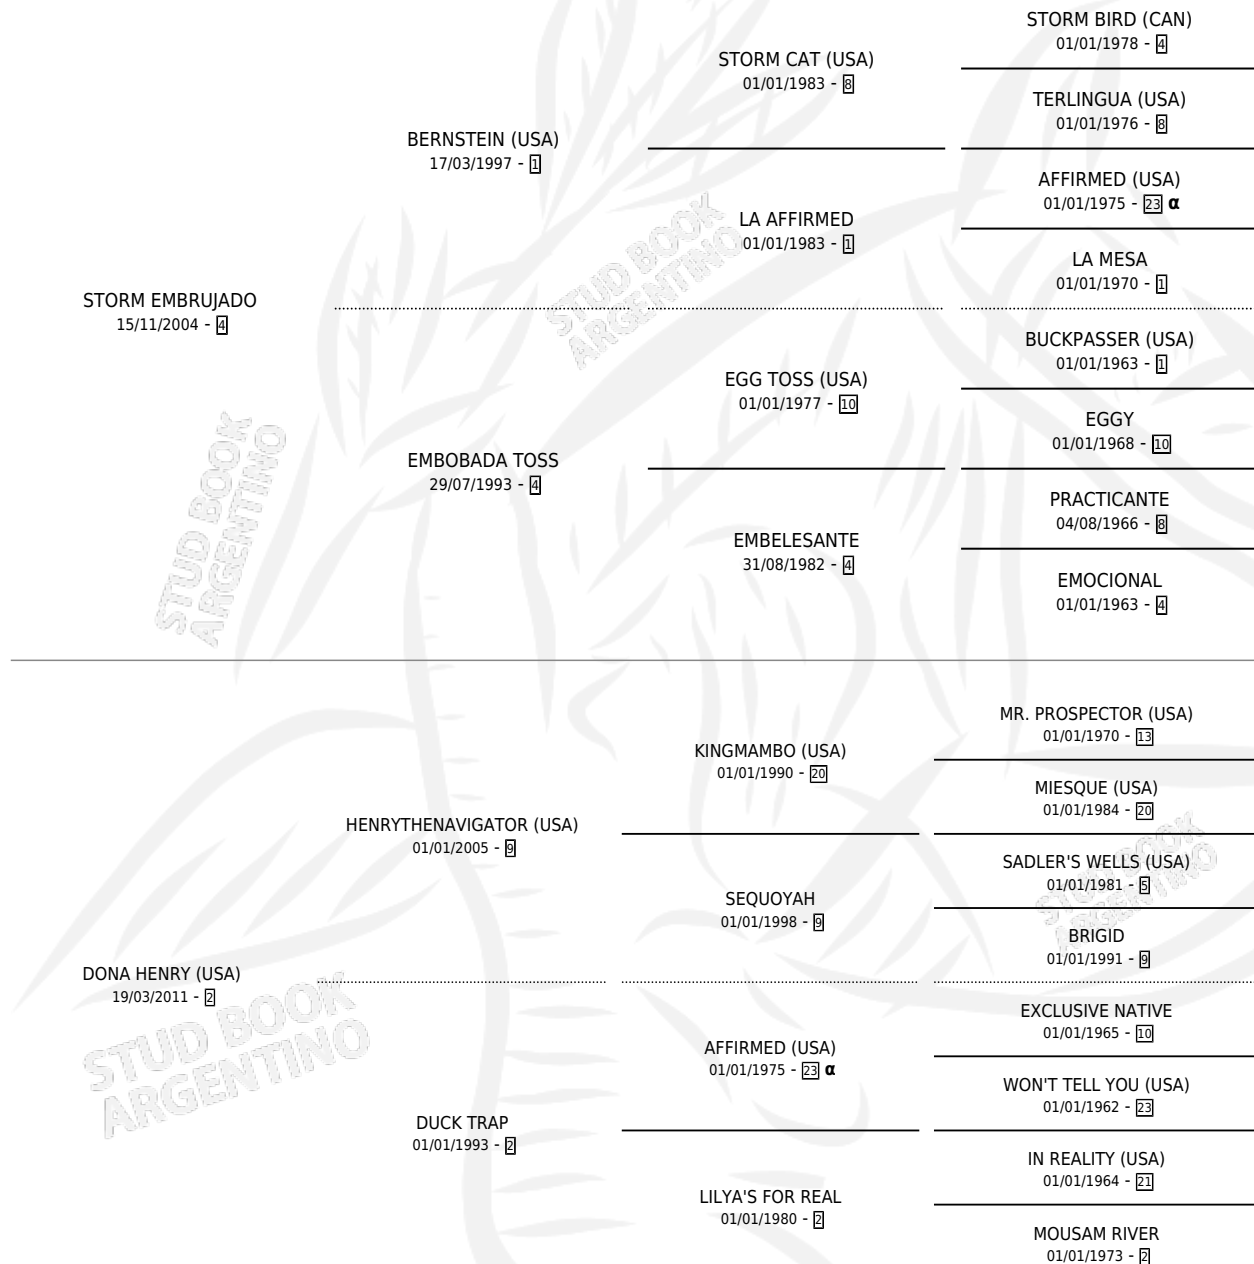 STORM BIRD (CAN)
01/01/1978 - 4
STORM CAT (USA)
01/01/1983 - 8
TERLINGUA (USA)
01/01/1976 - 8
BERNSTEIN (USA)
17/03/1997 - 1
AFFIRMED (USA)
01/01/1975 - 23 α
LA AFFIRMED
01/01/1983 - 1
LA MESA
01/01/1970 - 1
STORM EMBRUJADO
15/11/2004 - 4
BUCKPASSER (USA)
01/01/1963 - 1
EGG TOSS (USA)
01/01/1977 - 10
EGGY
01/01/1968 - 10
EMBOBADA TOSS
29/07/1993 - 4
PRACTICANTE
04/08/1966 - 8
EMBELESANTE
31/08/1982 - 4
EMOCIONAL
01/01/1963 - 4
MR. PROSPECTOR (USA)
01/01/1970 - 13
KINGMAMBO (USA)
01/01/1990 - 20
MIESQUE (USA)
01/01/1984 - 20
HENRYTHENAVIGATOR (USA)
01/01/2005 - 9
SADLER'S WELLS (USA)
01/01/1981 - 5
SEQUOYAH
01/01/1998 - 9
BRIGID
01/01/1991 - 9
DONA HENRY (USA)
19/03/2011 - 2
EXCLUSIVE NATIVE
01/01/1965 - 10
AFFIRMED (USA)
01/01/1975 - 23 α
WON'T TELL YOU (USA)
01/01/1962 - 23
DUCK TRAP
01/01/1993 - 2
IN REALITY (USA)
01/01/1964 - 21
LILYA'S FOR REAL
01/01/1980 - 2
MOUSAM RIVER
01/01/1973 - 2
STUD BOOK
ARGENTINO
STUD BOOK
ARGENTINO
STUD BOOK
ARGENTINO
STUD BOOK
ARGENTINO